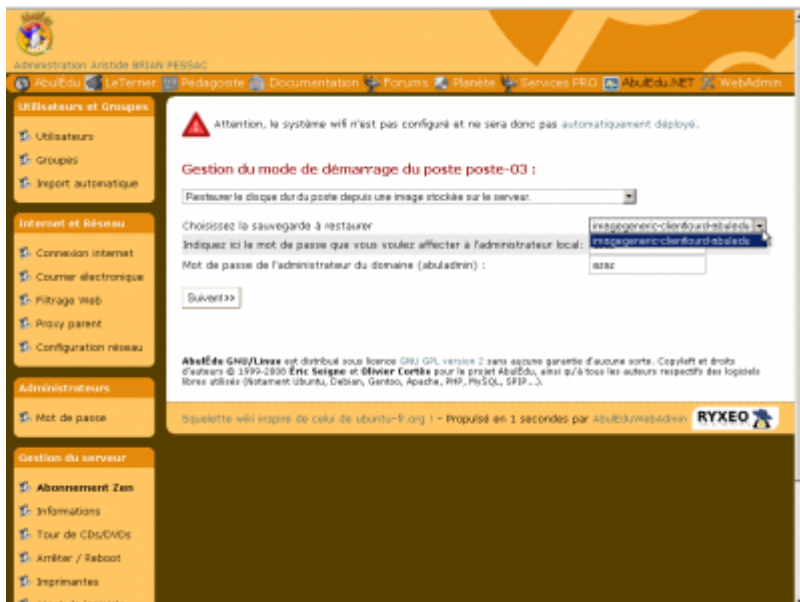 AbulEdu
Administration Aristide BRIAN PESSAC
AbulEdu LeTerrier Pedagosite Documentation Forums Planète Services PRO AbulEdu.NET WebAdmin
Utilisateurs et Groupes
Utilisateurs
Groupes
Import automatique
Internet et Réseau
Connexion internet
Courrier électronique
Filtrage Web
Proxy parent
Configuration réseau
Administrateurs
Mot de passe
Gestion du serveur
Abonnement Zen
Informations
Tour de CDs/DVDs
Arrêter / Reboot
Imprimantes
Attention, le système wifi n'est pas configuré et ne sera donc pas automatiquement déployé.
Gestion du mode de démarrage du poste poste-03 :
Restaurer le disque dur du poste depuis une image stockée sur le serveur.
Choisissez la sauvegarde à restaurer
imagegeneric-clientlourd-abuledu
imagegeneric-clientlourd-abuledu
Indiquez ici le mot de passe que vous voulez affecter à l'administrateur local:
Mot de passe de l'administrateur du domaine (abuladmin) :
azaz
Suivant>>
AbulÉdu GNU/Linux est distribué sous licence GNU GPL version 2 sans aucune garantie d'aucune sorte. Copyleft et droits
d'auteurs © 1999-2008 Éric Seigne et Olivier Cortès pour le projet AbulÉdu, ainsi qu'à tous les auteurs respectifs des logiciels
libres utilisés (Notament Ubuntu, Debian, Gentoo, Apache, PHP, MySQL, SPIP...).
Squelette wiki inspire de celui de ubuntu-fr.org ! - Propulsé en 1 secondes par AbulEduWebAdmin RYXEO